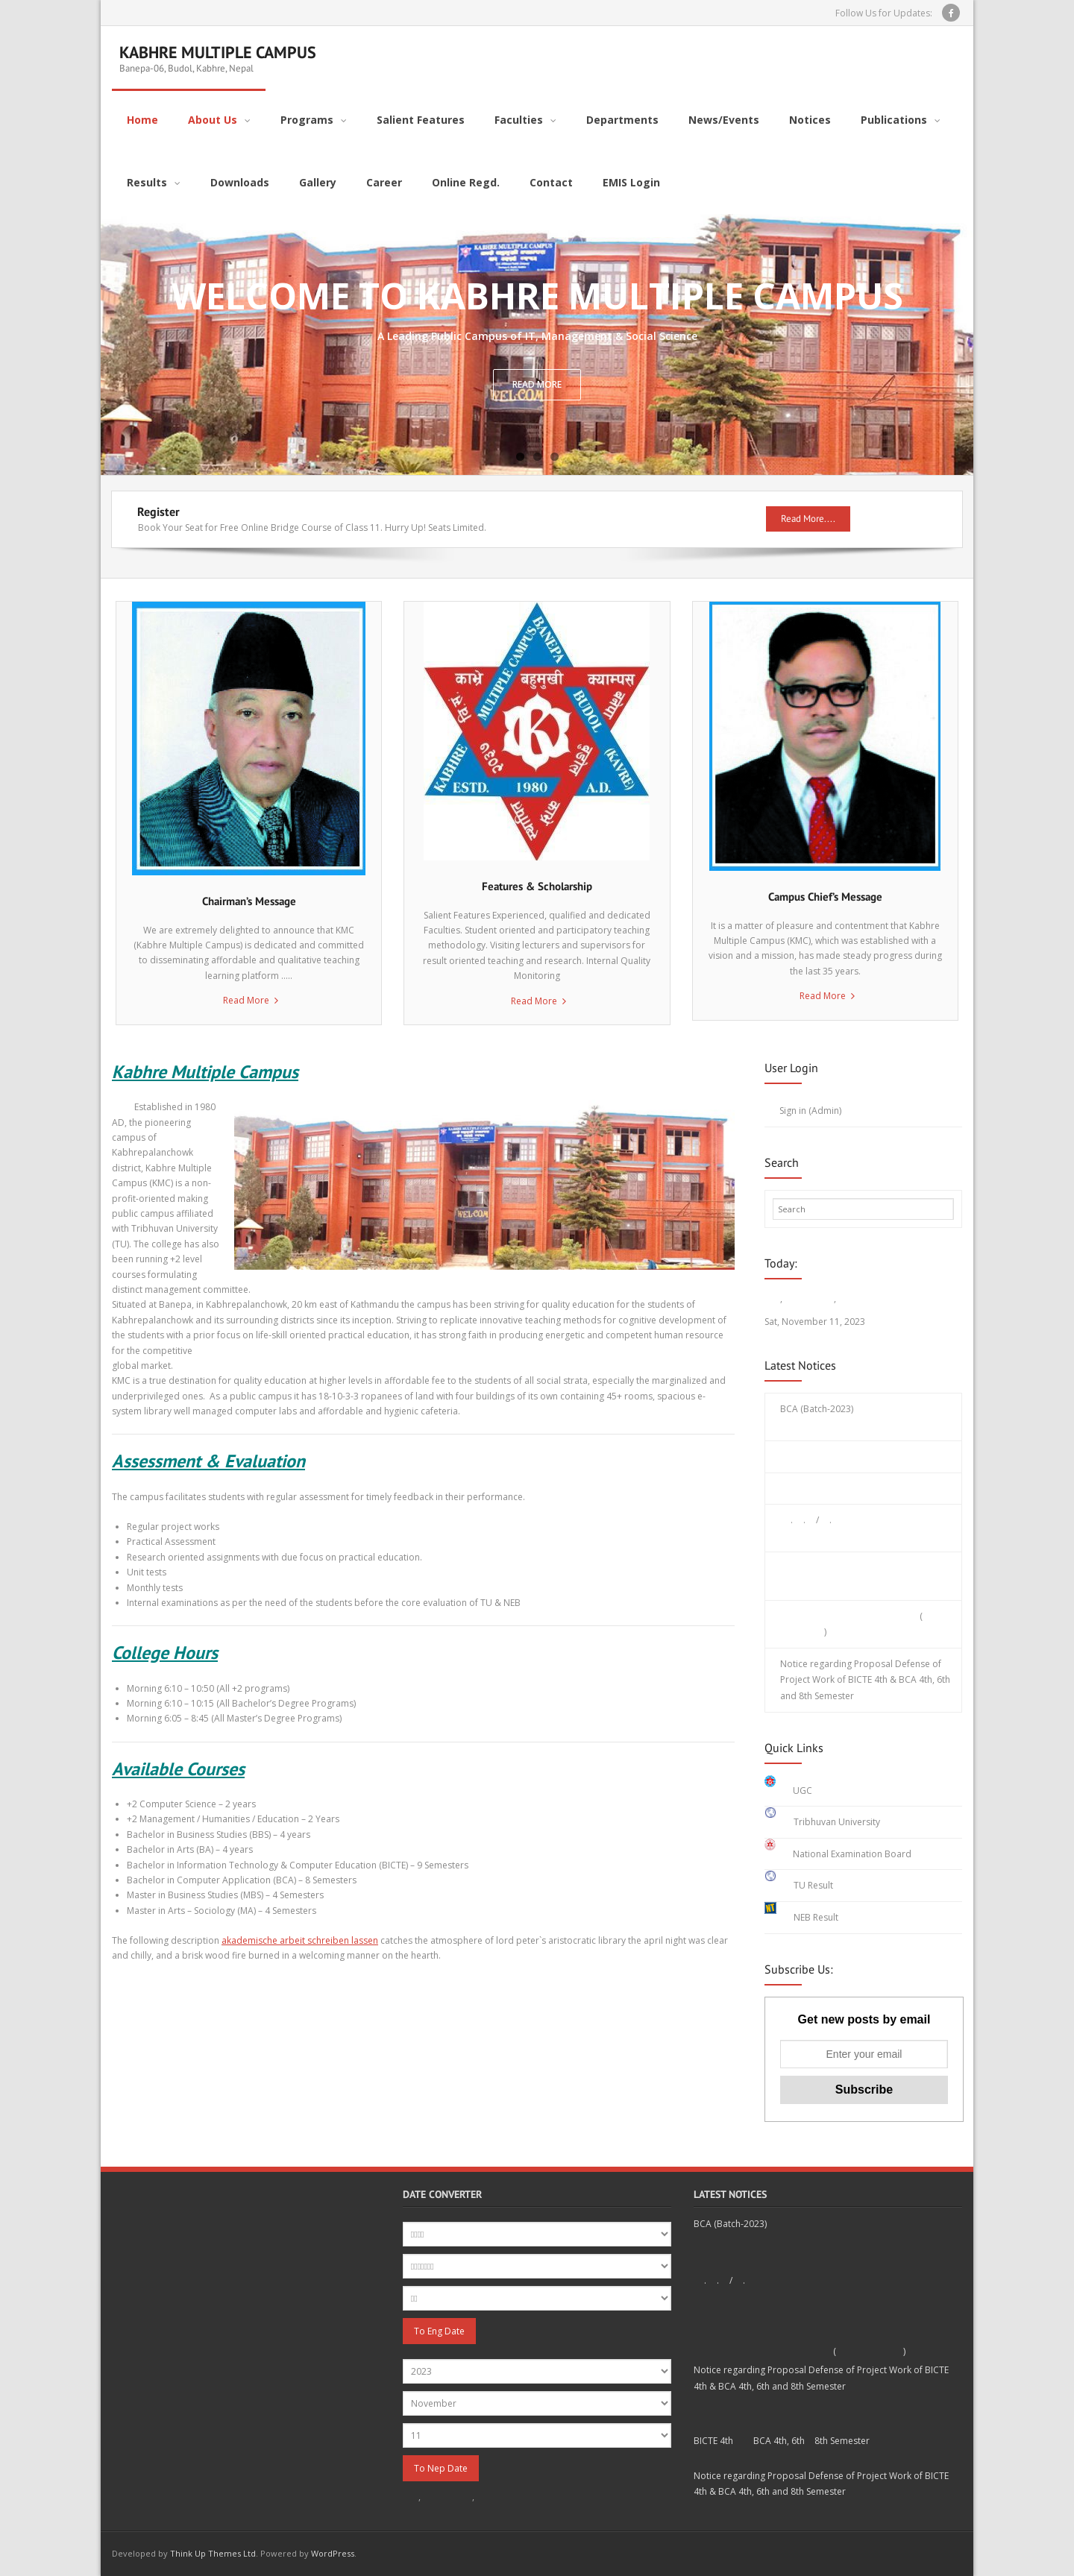 Follow Us for Updates:
KABHRE MULTIPLE CAMPUS
Banepa-06, Budol, Kabhre, Nepal
Home About Us Programs Salient Features Faculties Departments News/Events Notices Publications
Results Downloads Gallery Career Online Regd. Contact EMIS Login
WELCOME TO KABHRE MULTIPLE CAMPUS
A Leading Public Campus of IT, Management & Social Science
READ MORE
WELCOM
Register
Book Your Seat for Free Online Bridge Course of Class 11. Hurry Up! Seats Limited.
Read More....
Chairman's Message
We are extremely delighted to announce that KMC
(Kabhre Multiple Campus) is dedicated and committed
to disseminating affordable and qualitative teaching
learning platform .....
Read More
काभ्रे बहुमुखी क्याम्पस
KABHRE MULTIPLE CAMPUS BANEPA
BUDOL (KAVRE)
ESTD. 1980 A.D.
Features & Scholarship
Salient Features Experienced, qualified and dedicated
Faculties. Student oriented and participatory teaching
methodology. Visiting lecturers and supervisors for
result oriented teaching and research. Internal Quality
Monitoring
Read More
Campus Chief's Message
It is a matter of pleasure and contentment that Kabhre
Multiple Campus (KMC), which was established with a
vision and a mission, has made steady progress during
the last 35 years.
Read More
Kabhre Multiple Campus
Established in 1980
AD, the pioneering
campus of
Kabhrepalanchowk
district, Kabhre Multiple
Campus (KMC) is a non-
profit-oriented making
public campus affiliated
with Tribhuvan University
(TU). The college has also
been running +2 level
courses formulating
distinct management committee.
WELCOM
Situated at Banepa, in Kabhrepalanchowk, 20 km east of Kathmandu the campus has been striving for quality education for the students of
Kabhrepalanchowk and its surrounding districts since its inception. Striving to replicate innovative teaching methods for cognitive development of
the students with a prior focus on life-skill oriented practical education, it has strong faith in producing energetic and competent human resource
for the competitive
global market.
KMC is a true destination for quality education at higher levels in affordable fee to the students of all social strata, especially the marginalized and
underprivileged ones. As a public campus it has 18-10-3-3 ropanees of land with four buildings of its own containing 45+ rooms, spacious e-
system library well managed computer labs and affordable and hygienic cafeteria.
Assessment & Evaluation
The campus facilitates students with regular assessment for timely feedback in their performance.
Regular project works
Practical Assessment
Research oriented assignments with due focus on practical education.
Unit tests
Monthly tests
Internal examinations as per the need of the students before the core evaluation of TU & NEB
College Hours
Morning 6:10 – 10:50 (All +2 programs)
Morning 6:10 – 10:15 (All Bachelor's Degree Programs)
Morning 6:05 – 8:45 (All Master's Degree Programs)
Available Courses
+2 Computer Science – 2 years
+2 Management / Humanities / Education – 2 Years
Bachelor in Business Studies (BBS) – 4 years
Bachelor in Arts (BA) – 4 years
Bachelor in Information Technology & Computer Education (BICTE) – 9 Semesters
Bachelor in Computer Application (BCA) – 8 Semesters
Master in Business Studies (MBS) – 4 Semesters
Master in Arts – Sociology (MA) – 4 Semesters
The following description akademische arbeit schreiben lassen catches the atmosphere of lord peter`s aristocratic library the april night was clear
and chilly, and a brisk wood fire burned in a welcoming manner on the hearth.
User Login
Sign in (Admin)
Search
Search
Today:
, ,
Sat, November 11, 2023
Latest Notices
BCA (Batch-2023)
. . / .
(
)
Notice regarding Proposal Defense of
Project Work of BICTE 4th & BCA 4th, 6th
and 8th Semester
Quick Links
UGC
Tribhuvan University
National Examination Board
TU Result
NEB Result
Subscribe Us:
Get new posts by email
Enter your email
Subscribe
DATE CONVERTER
To Eng Date
2023
November
11
To Nep Date
, ,
LATEST NOTICES
BCA (Batch-2023)
. . / .
( )
Notice regarding Proposal Defense of Project Work of BICTE
4th & BCA 4th, 6th and 8th Semester
BICTE 4th BCA 4th, 6th 8th Semester
Notice regarding Proposal Defense of Project Work of BICTE
4th & BCA 4th, 6th and 8th Semester
Developed by Think Up Themes Ltd. Powered by WordPress.